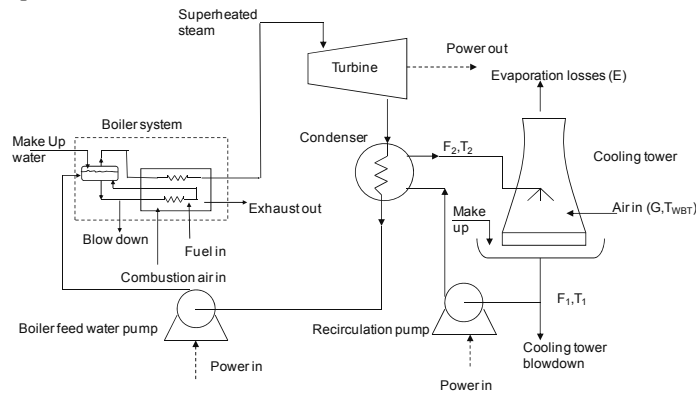 Superheated
steam
Turbine
Power out
Evaporation losses (E)
Boiler system
Make Up
water
Condenser
F2,T2
Cooling tower
Exhaust out
Make
up
Air in (G,TWBT)
Blow down
Fuel in
Combustion air in
F1,T1
Boiler feed water pump
Recirculation pump
Cooling tower
blowdown
Power in
Power in